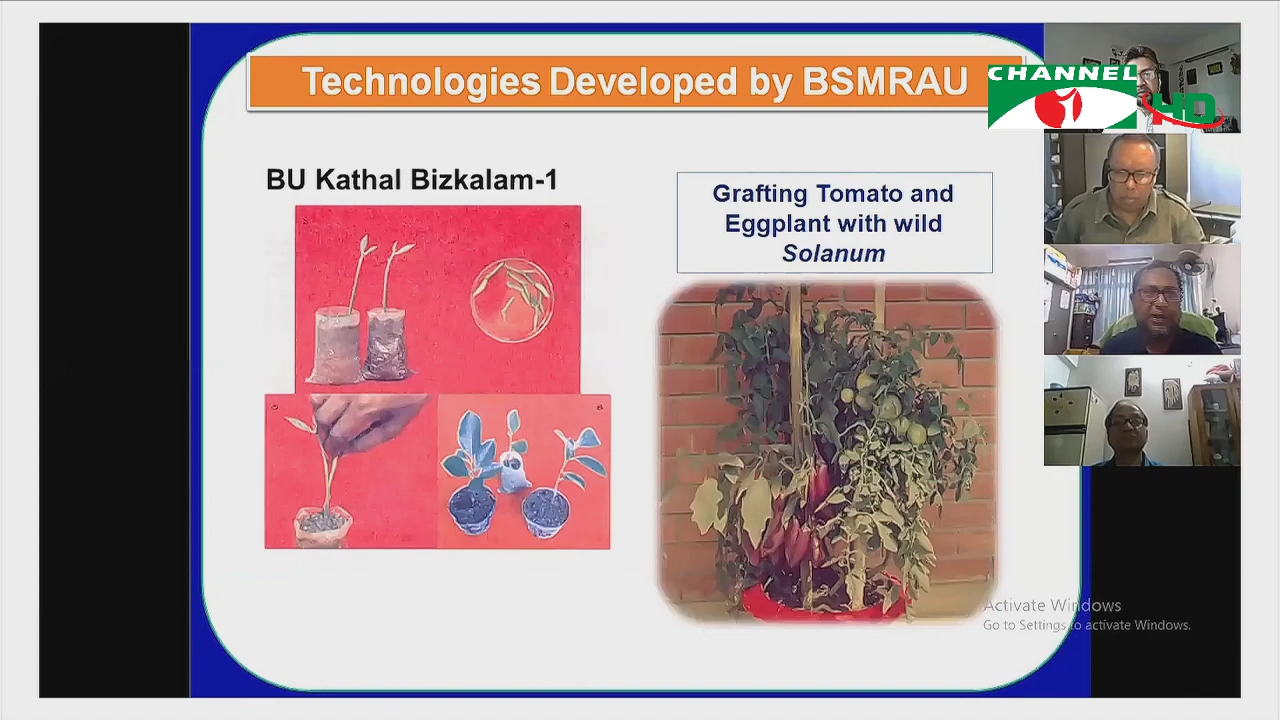 Technologies Developed by BSMRAU
CHANNEL
HD
BU Kathal Bizkalam-1
Grafting Tomato and
Eggplant with wild
Solanum
Activate Windows
Go to Settings to activate Windows.